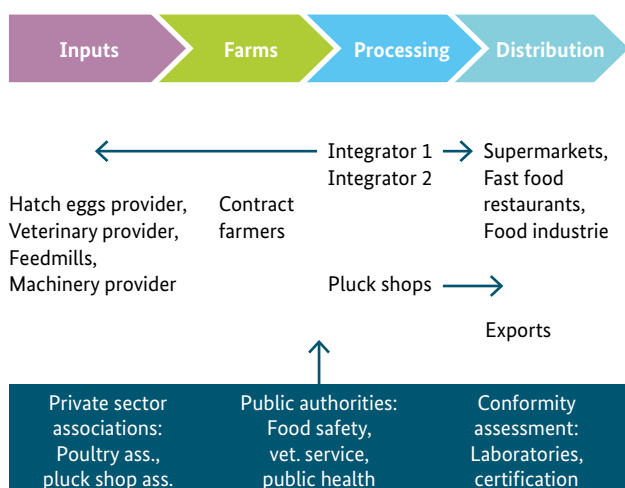 Inputs
Farms
Processing
Distribution
Integrator 1
Integrator 2
Supermarkets,
Fast food
restaurants,
Food industrie
Hatch eggs provider,
Veterinary provider,
Feedmills,
Machinery provider
Contract
farmers
Pluck shops
Exports
Private sector
associations:
Poultry ass.,
pluck shop ass.
Public authorities:
Food safety,
vet. service,
public health
Conformity
assessment:
Laboratories,
certification